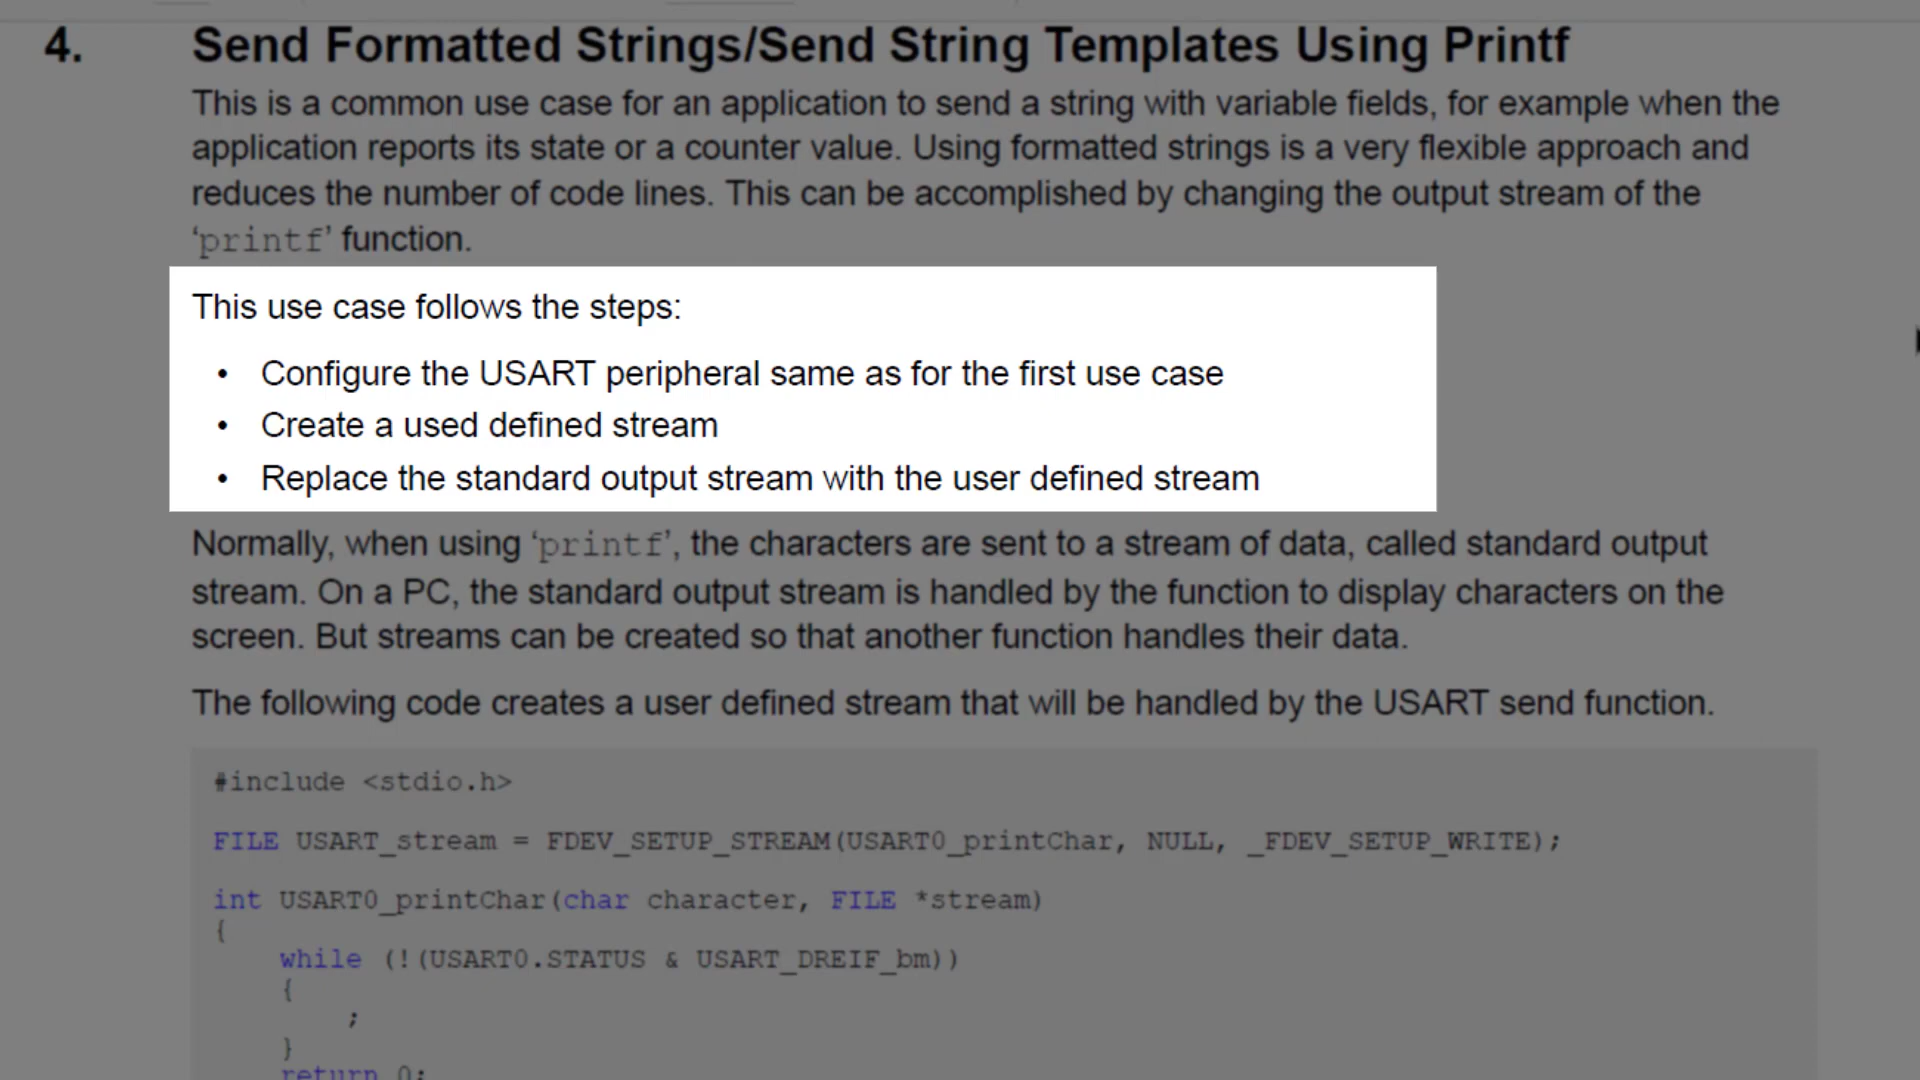 4. Send Formatted Strings/Send String Templates Using Printf
This is a common use case for an application to send a string with variable fields, for example when the
application reports its state or a counter value. Using formatted strings is a very flexible approach and
reduces the number of code lines. This can be accomplished by changing the output stream of the
‘printf’ function.
This use case follows the steps:
• Configure the USART peripheral same as for the first use case
• Create a used defined stream
• Replace the standard output stream with the user defined stream
Normally, when using ‘printf’, the characters are sent to a stream of data, called standard output
stream. On a PC, the standard output stream is handled by the function to display characters on the
screen. But streams can be created so that another function handles their data.
The following code creates a user defined stream that will be handled by the USART send function.
#include <stdio.h>
FILE USART_stream = FDEV_SETUP_STREAM(USART0_printChar, NULL, _FDEV_SETUP_WRITE);
int USART0_printChar(char character, FILE *stream)
{
while (!(USART0.STATUS & USART_DREIF_bm))
{
;
}
return 0;